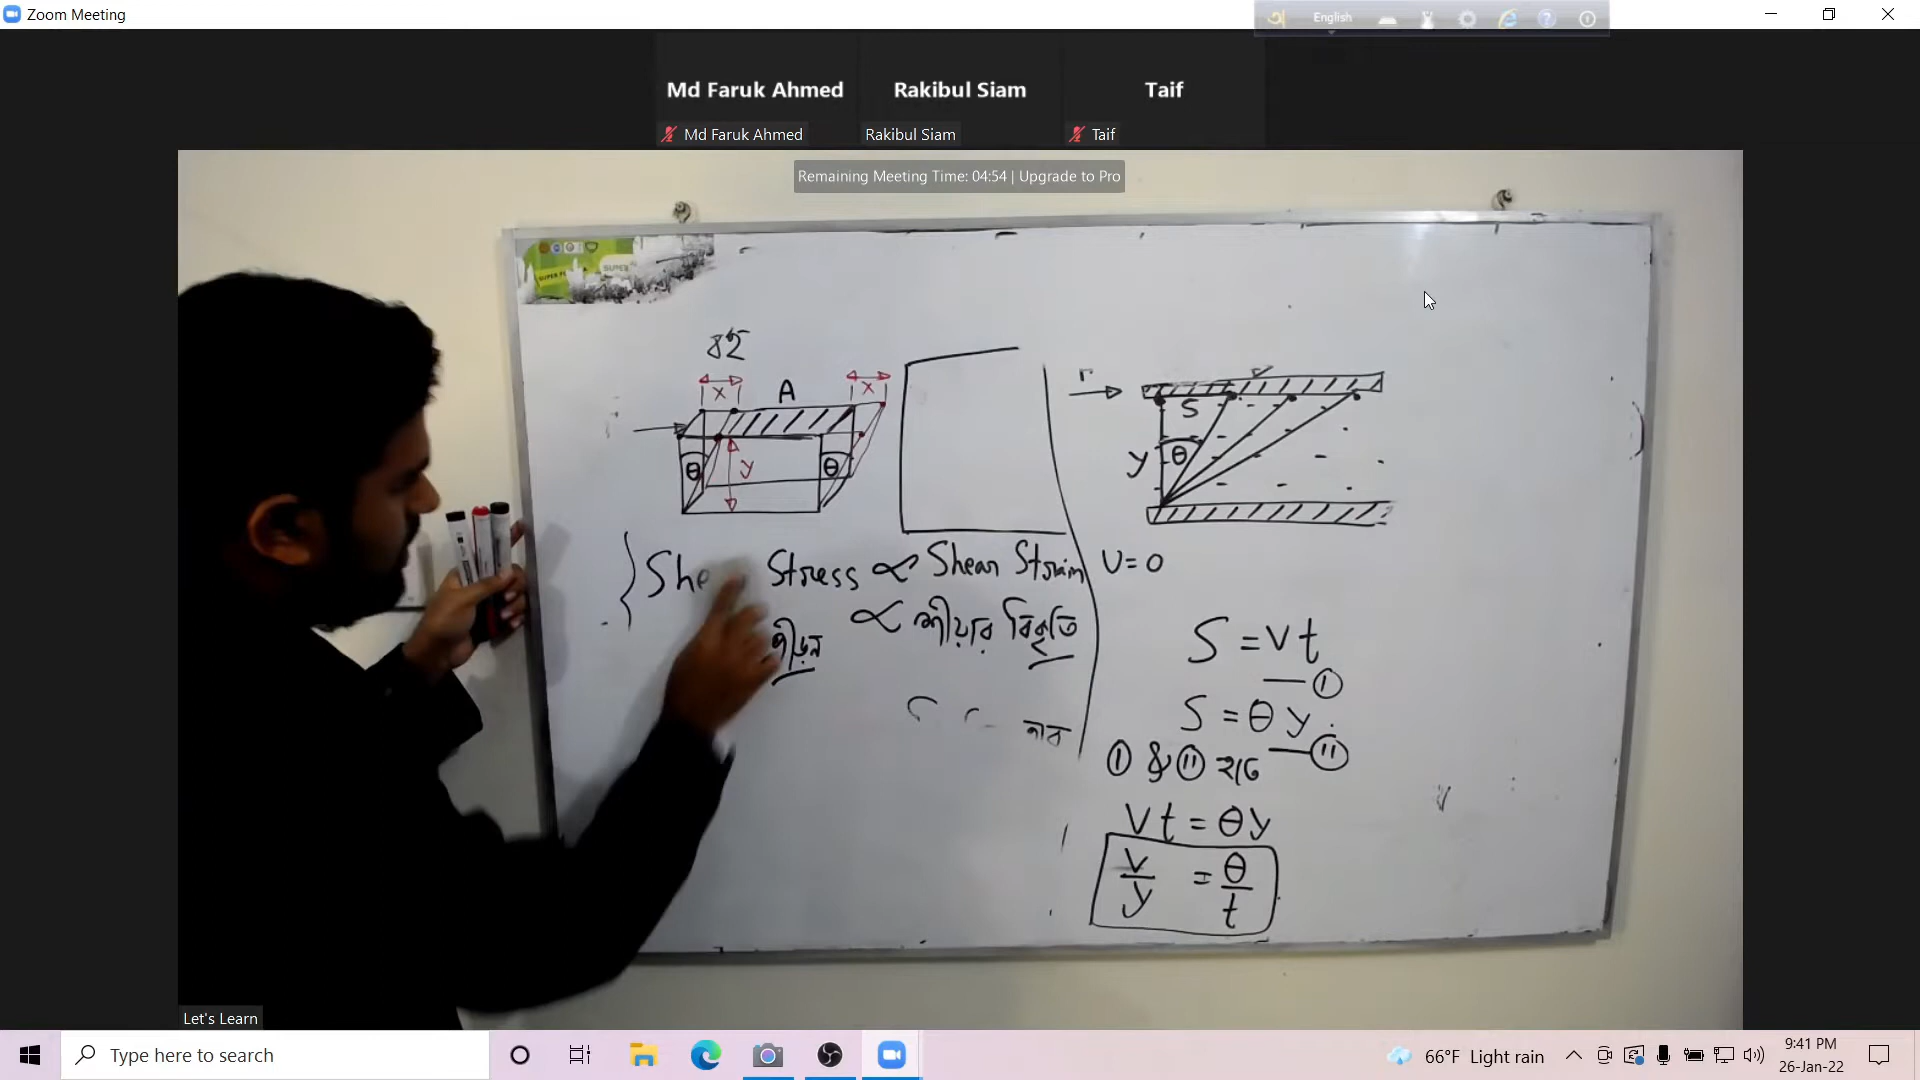 Zoom Meeting
English
Md Faruk Ahmed
Rakibul Siam
Taif
Md Faruk Ahmed
Rakibul Siam
Taif
Remaining Meeting Time: 04:54 | Upgrade to Pro
SUPER
x A x
S
θ y θ
y θ
Stress ∝ Shear Strain
U = 0
∝ শীয়ার বিকৃতি
পীড়ন
S = Vt
— I
S = θy
— II
I & II হতে
Vt = θy
V/y = θ/t
Let's Learn
Type here to search
66°F Light rain
9:41 PM
26-Jan-22